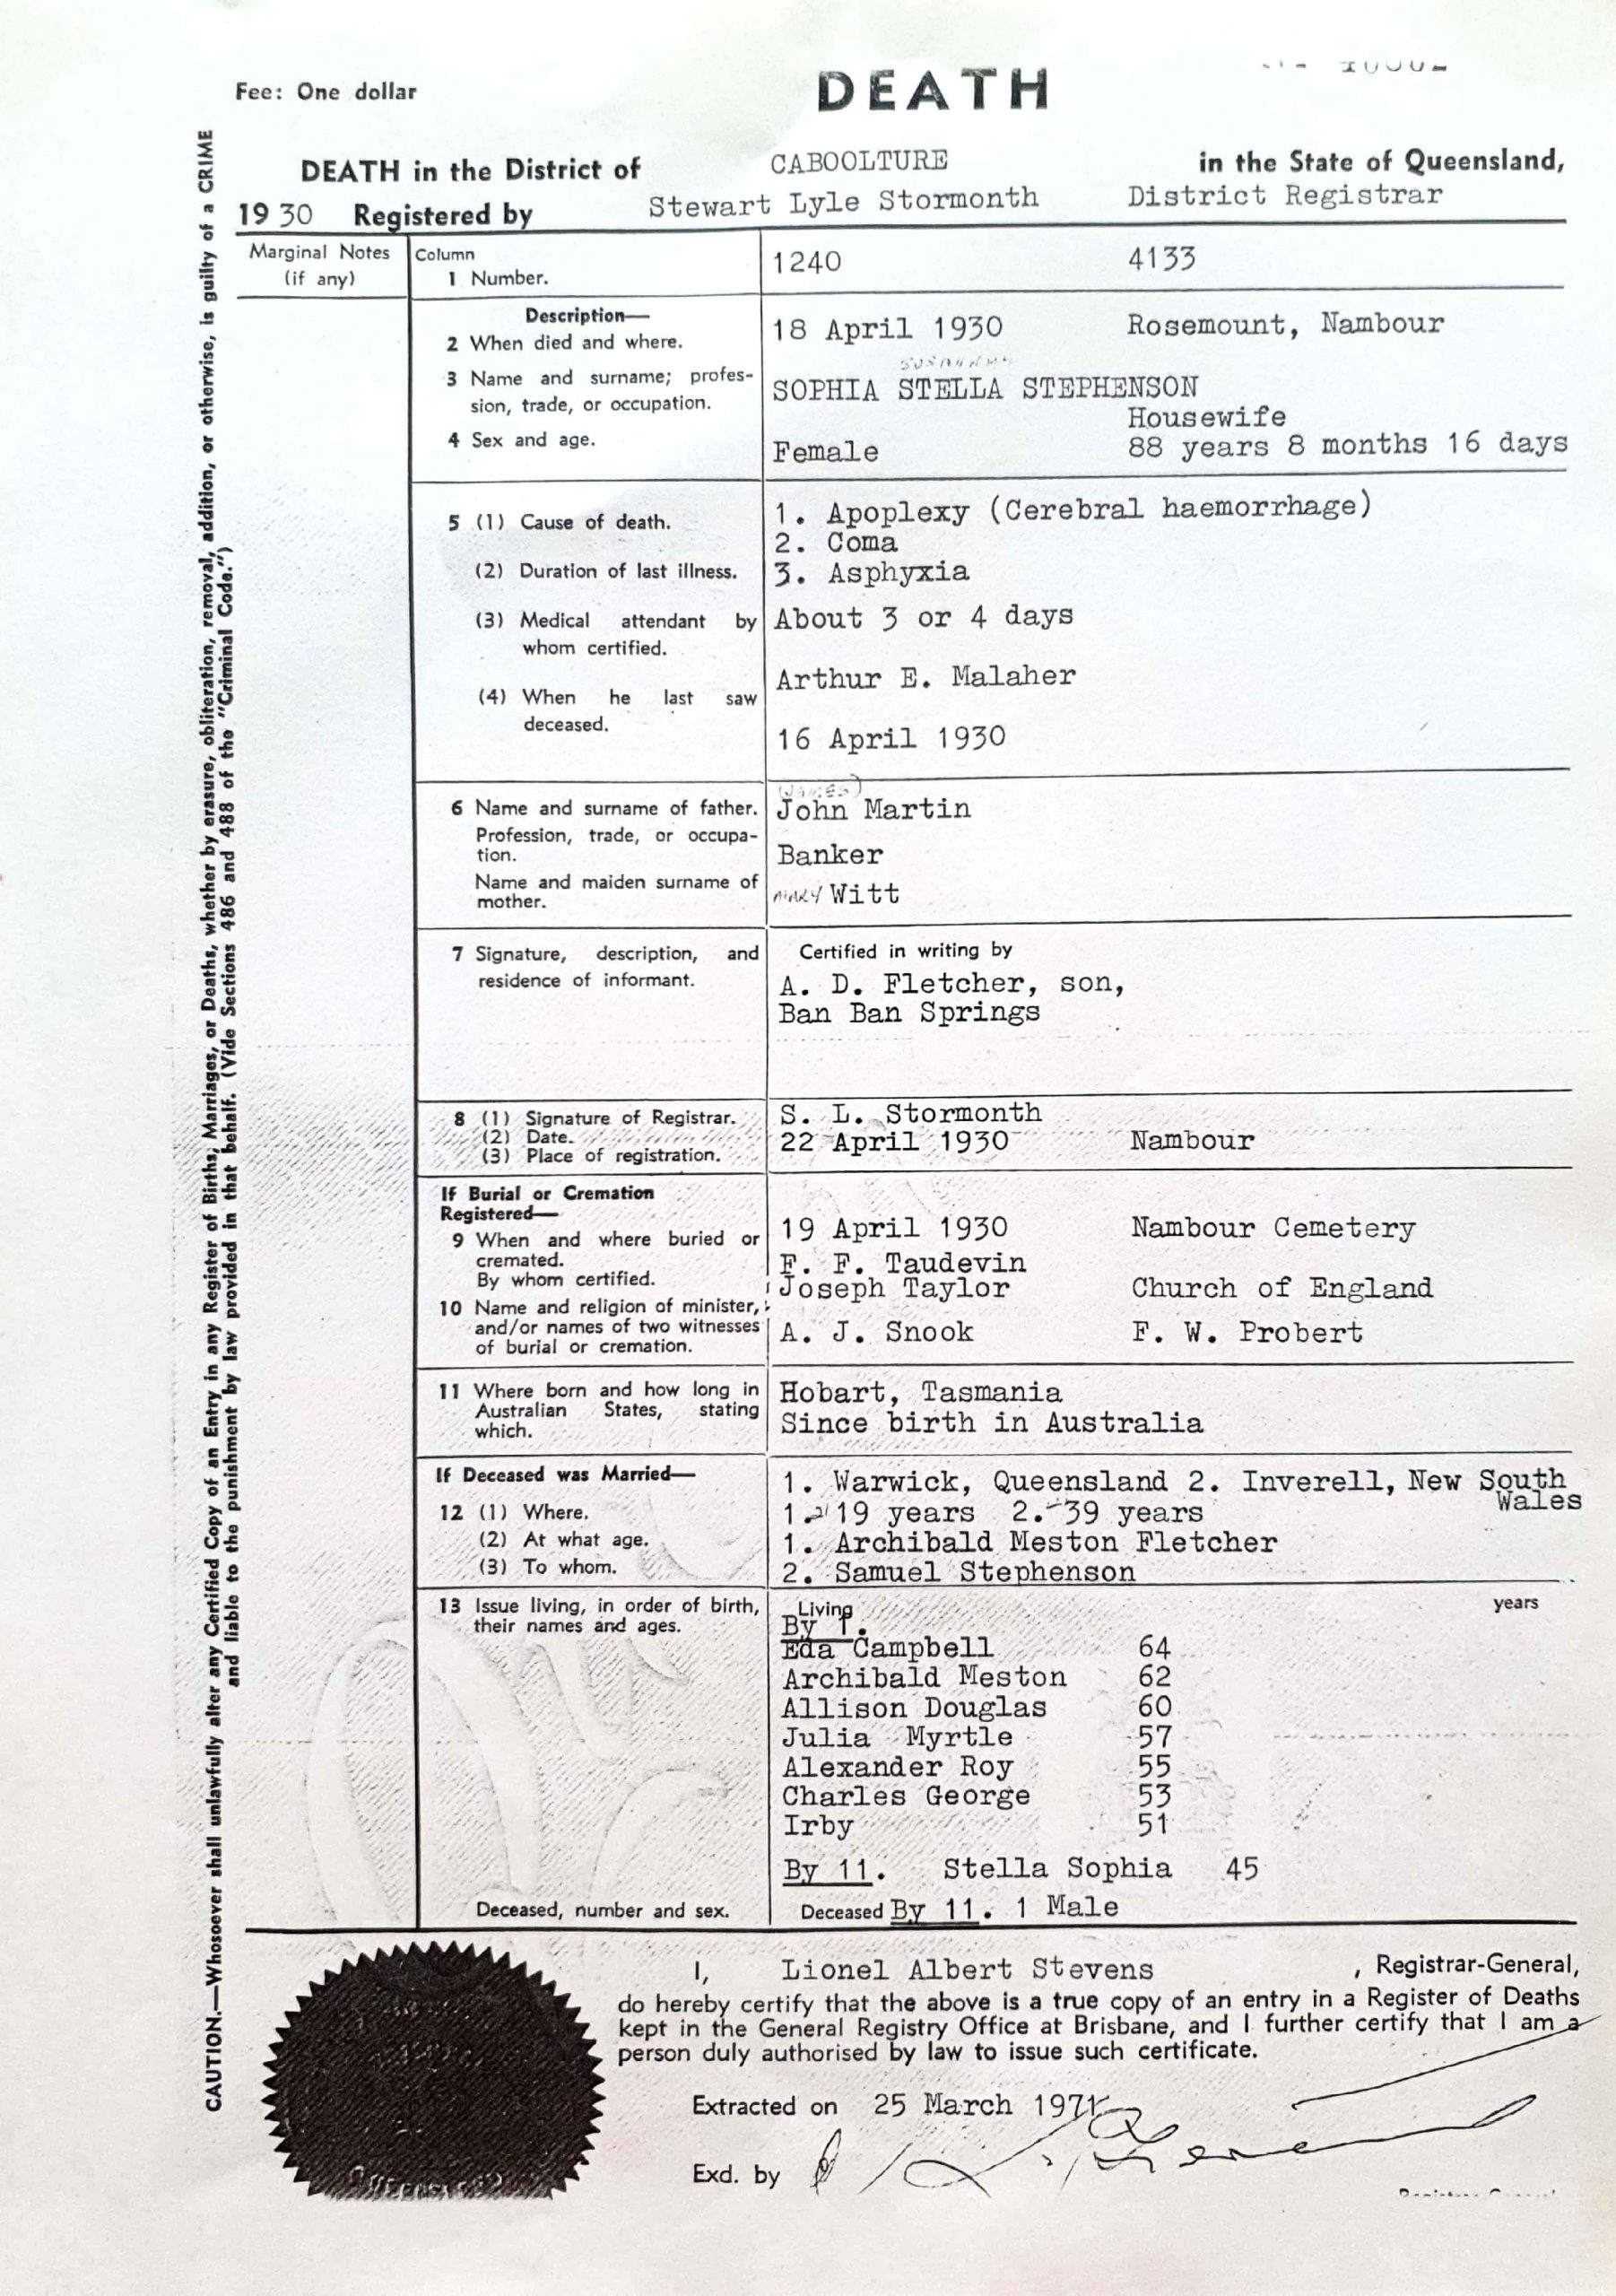 Fee: One dollar
DEATH
DEATH in the District of CABOOLTURE in the State of Queensland,
1930 Registered by Stewart Lyle Stormonth District Registrar
CAUTION.—Whosoever shall unlawfully alter any Certified Copy of an Entry in any Register of Births, Marriages, or Deaths, whether by erasure, obliteration, removal, addition, or otherwise, is guilty of a CRIME
and liable to the punishment by law provided in that behalf. (Vide Sections 486 and 488 of the "Criminal Code.")
Marginal Notes
(if any)
Column
1 Number. 1240 4133
Description—
2 When died and where. 18 April 1930 Rosemount, Nambour
SUSANNAH
3 Name and surname; profes-
sion, trade, or occupation.
SOPHIA STELLA STEPHENSON
Housewife
4 Sex and age. Female 88 years 8 months 16 days
5 (1) Cause of death. 1. Apoplexy (Cerebral haemorrhage)
2. Coma
(2) Duration of last illness. 3. Asphyxia
(3) Medical attendant by About 3 or 4 days
whom certified.
Arthur E. Malaher
(4) When he last saw
deceased.
16 April 1930
(JAMES)
6 Name and surname of father. John Martin
Profession, trade, or occupa-
tion. Banker
Name and maiden surname of
mother. MARY Witt
7 Signature, description, and
residence of informant.
Certified in writing by
A. D. Fletcher, son,
Ban Ban Springs
8 (1) Signature of Registrar. S. L. Stormonth
(2) Date. 22 April 1930 Nambour
(3) Place of registration.
If Burial or Cremation
Registered—
9 When and where buried or 19 April 1930 Nambour Cemetery
cremated.
By whom certified. F. F. Taudevin
Joseph Taylor Church of England
10 Name and religion of minister,
and/or names of two witnesses A. J. Snook F. W. Probert
of burial or cremation.
11 Where born and how long in Hobart, Tasmania
Australian States, stating Since birth in Australia
which.
If Deceased was Married— 1. Warwick, Queensland 2. Inverell, New South
Wales
12 (1) Where. 1. 19 years 2. 39 years
(2) At what age. 1. Archibald Meston Fletcher
(3) To whom. 2. Samuel Stephenson
13 Issue living, in order of birth,
their names and ages.
Living years
By 1.
Eda Campbell 64
Archibald Meston 62
Allison Douglas 60
Julia Myrtle 57
Alexander Roy 55
Charles George 53
Irby 51
By 11. Stella Sophia 45
Deceased, number and sex. Deceased By 11. 1 Male
I, Lionel Albert Stevens , Registrar-General,
do hereby certify that the above is a true copy of an entry in a Register of Deaths
kept in the General Registry Office at Brisbane, and I further certify that I am a
person duly authorised by law to issue such certificate.
Extracted on 25 March 1971
Exd. by